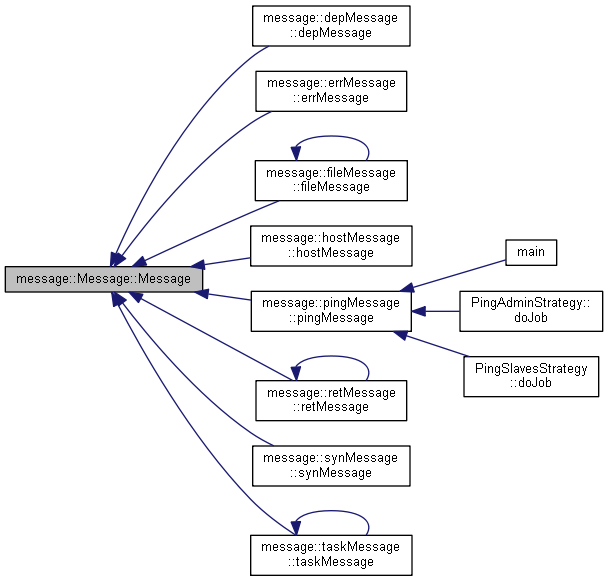 message::depMessage
::depMessage
message::errMessage
::errMessage
message::fileMessage
::fileMessage
message::hostMessage
::hostMessage
main
message::Message::Message
message::pingMessage
::pingMessage
PingAdminStrategy::
doJob
PingSlavesStrategy
::doJob
message::retMessage
::retMessage
message::synMessage
::synMessage
message::taskMessage
::taskMessage